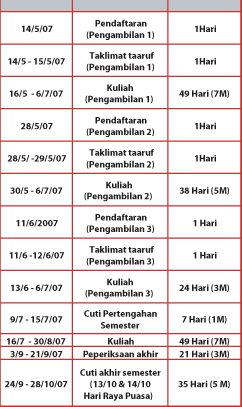 14/5/07 Pendaftaran 1Hari
(Pengambilan 1)
14/5 - 15/5/07 Taklimat taaruf 1Hari
(Pengambilan 1)
16/5 - 6/7/07 Kuliah 49 Hari (7M)
(Pengambilan 1)
28/5/07 Pendaftaran 1Hari
(Pengambilan 2)
28/5/ -29/5/07 Taklimat taaruf 1Hari
(Pengambilan 2)
30/5 - 6/7/07 Kuliah 38 Hari (5M)
(Pengambilan 2)
11/6/2007 Pendaftaran 1 Hari
(Pengambilan 3)
11/6 -12/6/07 Taklimat taaruf 1 Hari
(Pengambilan 3)
13/6 - 6/7/07 Kuliah 24 Hari (3M)
(Pengambilan 3)
9/7 - 15/7/07 Cuti Pertengahan 7 Hari (1M)
Semester
16/7 - 30/8/07 Kuliah 49 Hari (7M)
3/9 - 21/9/07 Peperiksaan akhir 21 Hari (3M)
24/9 - 28/10/07 Cuti akhir semester 35 Hari (5 M)
(13/10 & 14/10
Hari Raya Puasa)